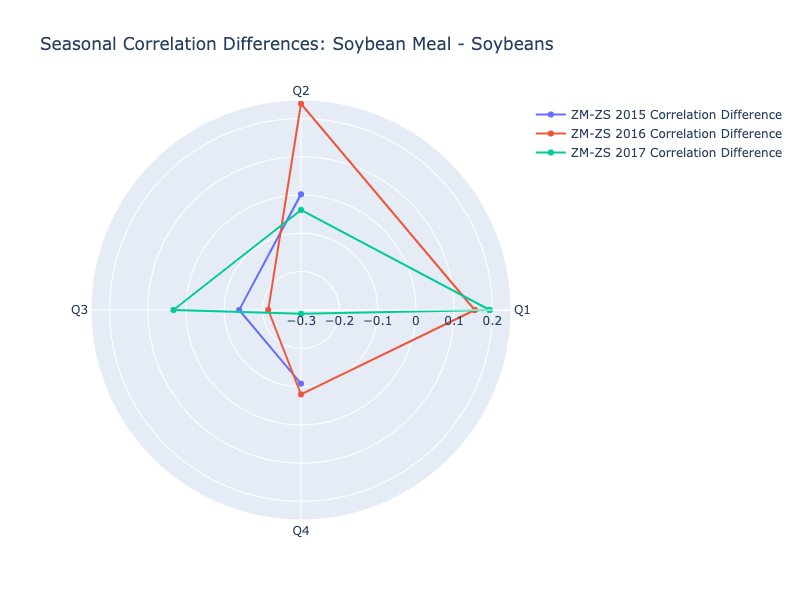 Seasonal Correlation Differences: Soybean Meal - Soybeans
Q2
ZM-ZS 2015 Correlation Difference
ZM-ZS 2016 Correlation Difference
ZM-ZS 2017 Correlation Difference
Q3
−0.3
−0.2
−0.1
0
0.1
0.2
Q1
Q4